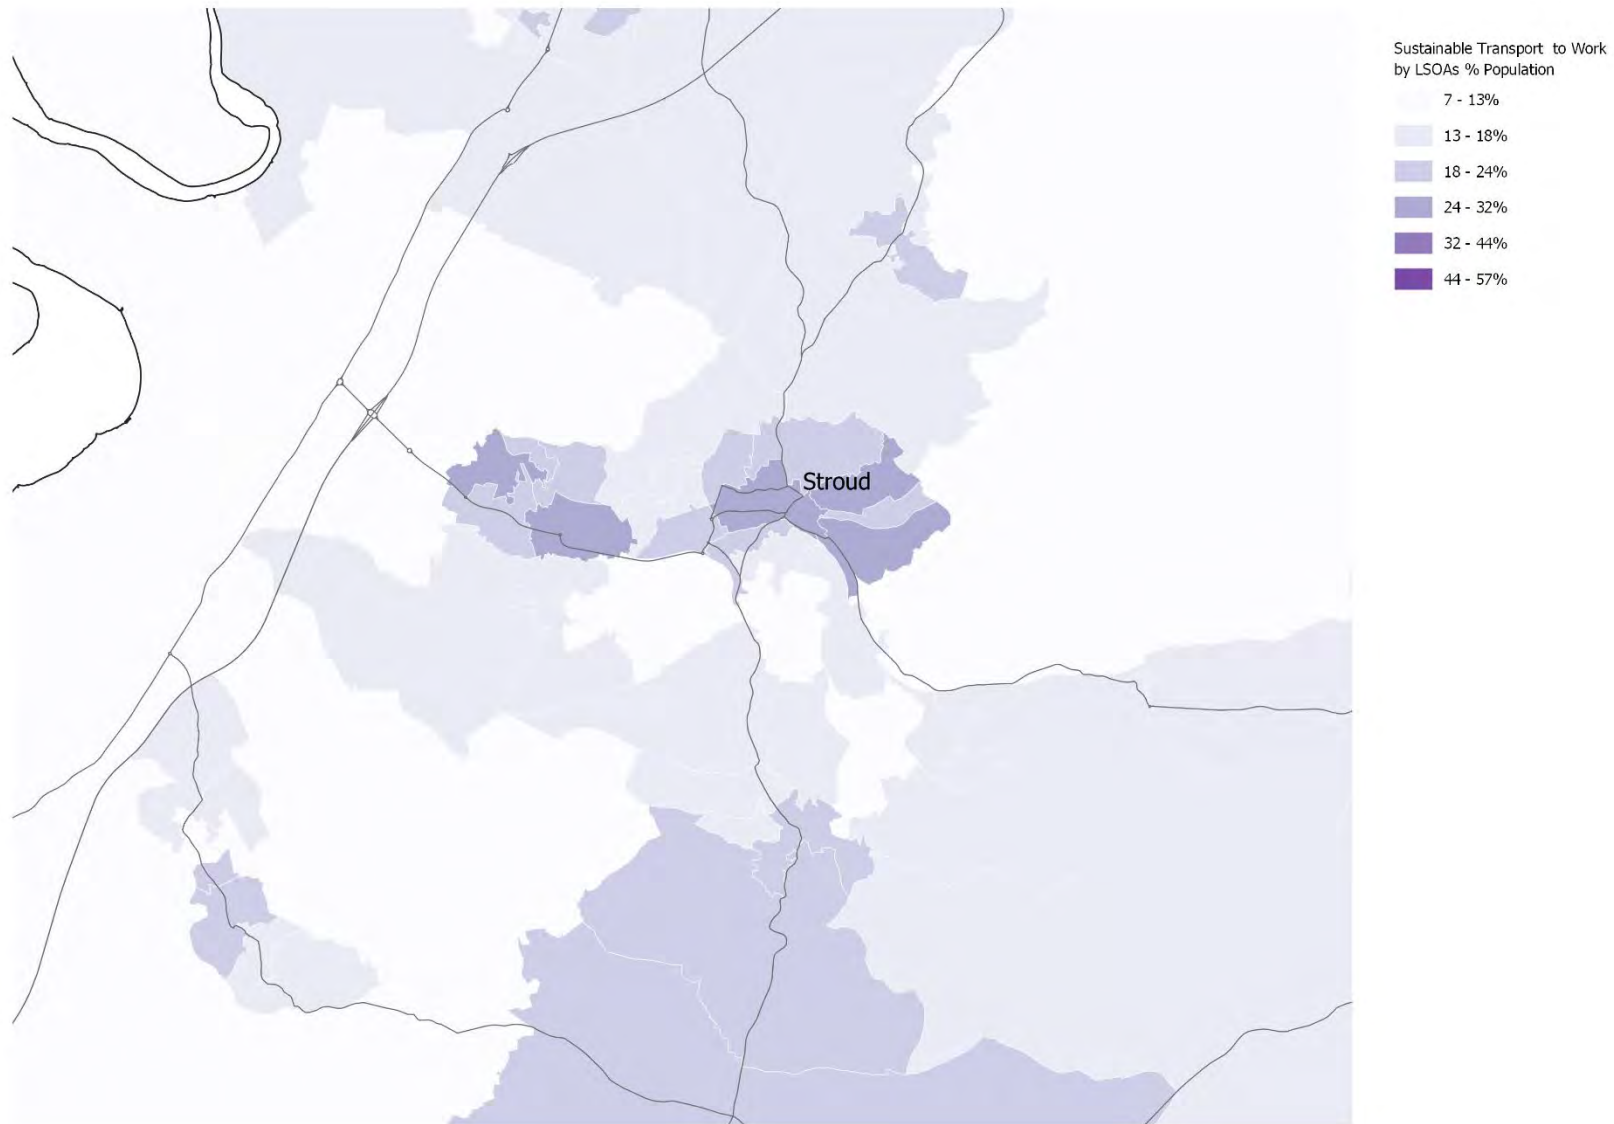 Sustainable Transport to Work
by LSOAs % Population
7 - 13%
13 - 18%
18 - 24%
24 - 32%
32 - 44%
44 - 57%
Stroud